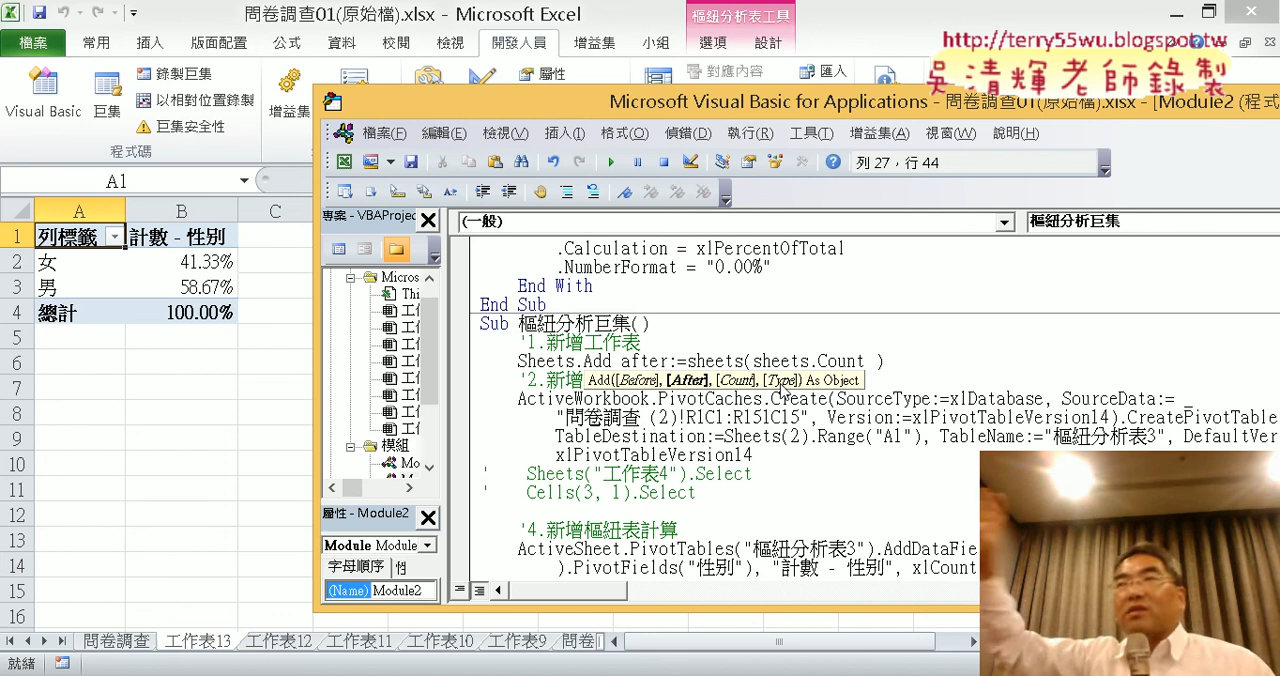 問卷調查01(原始檔).xlsx - Microsoft Excel
樞紐分析表工具
檔案 常用 插入 版面配置 公式 資料 校閱 檢視 開發人員 增益集 小組 選項 設計
http://terry55wu.blogspot.tw
吳清輝老師錄製
Visual Basic 巨集 錄製巨集 以相對位置錄製 巨集安全性 增益集 屬性 對應內容 匯入
程式碼
Microsoft Visual Basic for Applications - 問卷調查01(原始檔).xlsx - [Module2 (程式
檔案(F) 編輯(E) 檢視(V) 插入(I) 格式(O) 偵錯(D) 執行(R) 工具(T) 增益集(A) 視窗(W) 說明(H)
列 27，行 44
A1
專案 - VBAProjec
(一般) 樞紐分析巨集
A B C
1 列標籤 計數 - 性別
2 女 41.33%
3 男 58.67%
4 總計 100.00%
5
6
7
8
9
10
11
12
13
14
15
16
Micros
Thi
工
工
工
工
工
工
工
工
模組
Mo
屬性 - Module2
Module Module
字母順序
(Name) Module2
.Calculation = xlPercentOfTotal
.NumberFormat = "0.00%"
End With
End Sub
Sub 樞紐分析巨集()
'1.新增工作表
Sheets.Add after:=sheets(sheets.Count )
'2.新增
Add([Before], [After], [Count], [Type]) As Object
ActiveWorkbook.PivotCaches.Create(SourceType:=xlDatabase, SourceData:= _
"問卷調查 (2)!R1C1:R151C15", Version:=xlPivotTableVersion14).CreatePivotTable
TableDestination:=Sheets(2).Range("A1"), TableName:="樞紐分析表3", DefaultVer
xlPivotTableVersion14
' Sheets("工作表4").Select
' Cells(3, 1).Select
'4.新增樞紐表計算
ActiveSheet.PivotTables("樞紐分析表3").AddDataFie
).PivotFields("性別"), "計數 - 性別", xlCount
問卷調查 工作表13 工作表12 工作表11 工作表10 工作表9 問卷
就緒